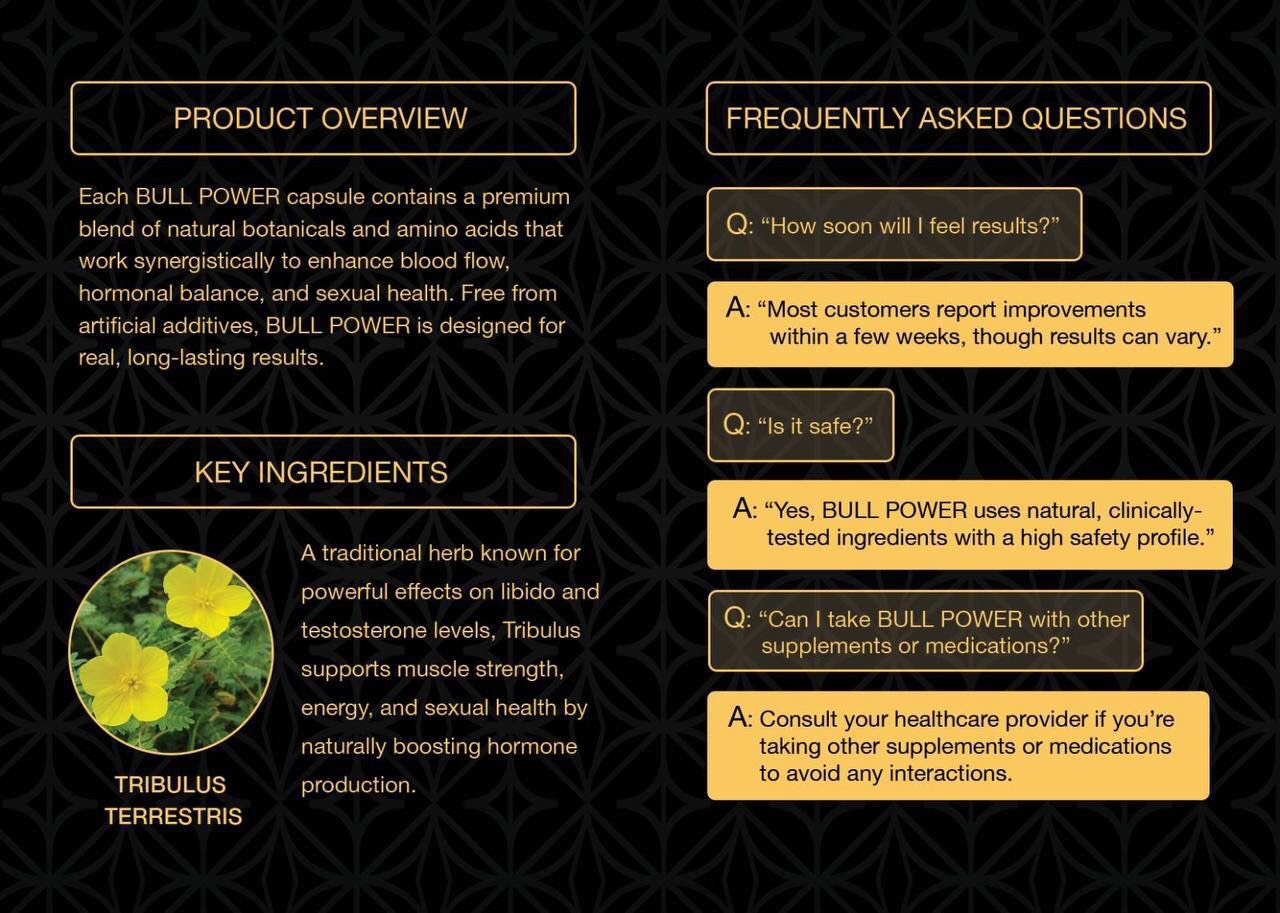 PRODUCT OVERVIEW
Each BULL POWER capsule contains a premium
blend of natural botanicals and amino acids that
work synergistically to enhance blood flow,
hormonal balance, and sexual health. Free from
artificial additives, BULL POWER is designed for
real, long-lasting results.
KEY INGREDIENTS
A traditional herb known for
powerful effects on libido and
testosterone levels, Tribulus
supports muscle strength,
energy, and sexual health by
naturally boosting hormone
production.
TRIBULUS
TERRESTRIS
FREQUENTLY ASKED QUESTIONS
Q: “How soon will I feel results?”
A: “Most customers report improvements
within a few weeks, though results can vary.”
Q: “Is it safe?”
A: “Yes, BULL POWER uses natural, clinically-
tested ingredients with a high safety profile.”
Q: “Can I take BULL POWER with other
supplements or medications?”
A: Consult your healthcare provider if you’re
taking other supplements or medications
to avoid any interactions.